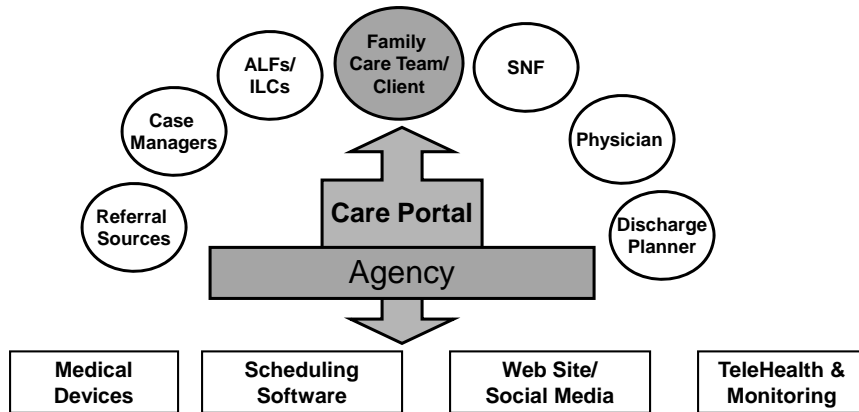 Family
Care Team/
Client
ALFs/
ILCs
SNF
Case
Managers
Physician
Referral
Sources
Care Portal
Discharge
Planner
Agency
Medical
Devices
Scheduling
Software
Web Site/
Social Media
TeleHealth &
Monitoring